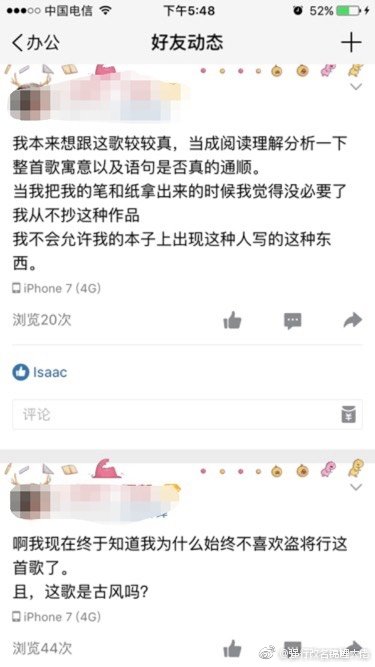 中国电信
下午5:48
52%
办公
好友动态
我本来想跟这歌较较真，当成阅读理解分析一下
整首歌寓意以及语句是否真的通顺。
当我把我的笔和纸拿出来的时候我觉得没必要了
我从不抄这种作品
我不会允许我的本子上出现这种人写的这种东
西。
iPhone 7 (4G)
浏览20次
Isaac
评论
啊我现在终于知道我为什么始终不喜欢盗将行这
首歌了。
且，这歌是古风吗?
iPhone 7 (4G)
浏览44次